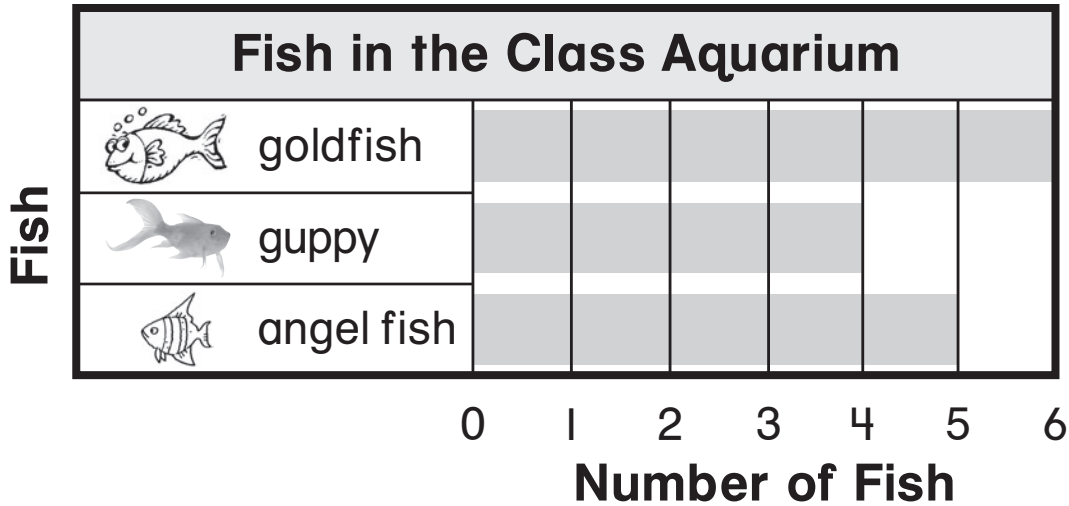 Fish in the Class Aquarium
Fish
goldfish
guppy
angel fish
0 1 2 3 4 5 6
Number of Fish